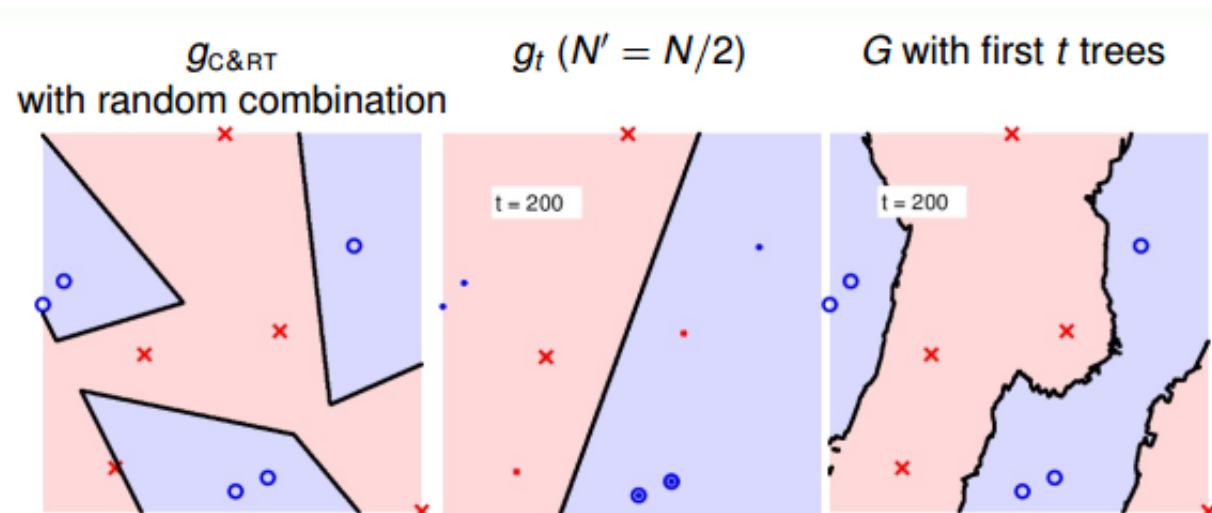 g_C&RT
with random combination
g_t (N′ = N/2)
G with first t trees
t = 200
t = 200